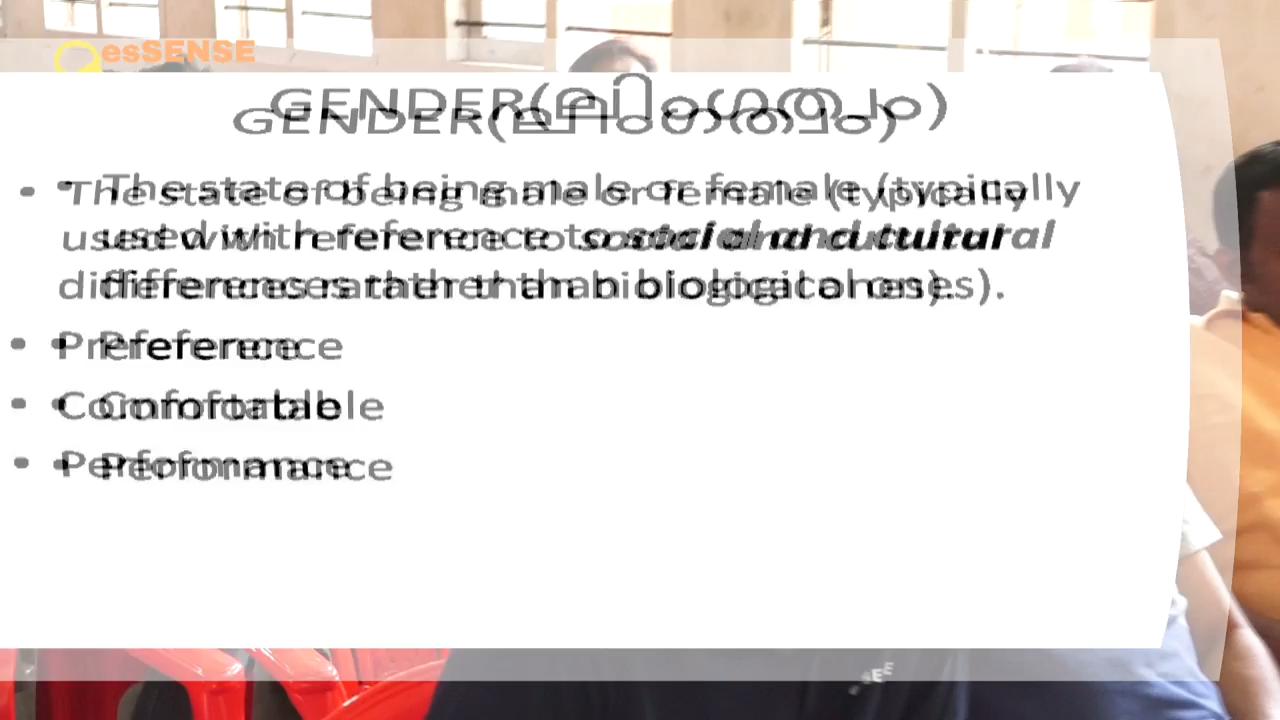 esSENSE
GENDER(ലിംഗത്വം)
• The state of being male or female (typically
used with reference to social and cultural
differences rather than biological ones).
• Preference
• Comfortable
• Performance